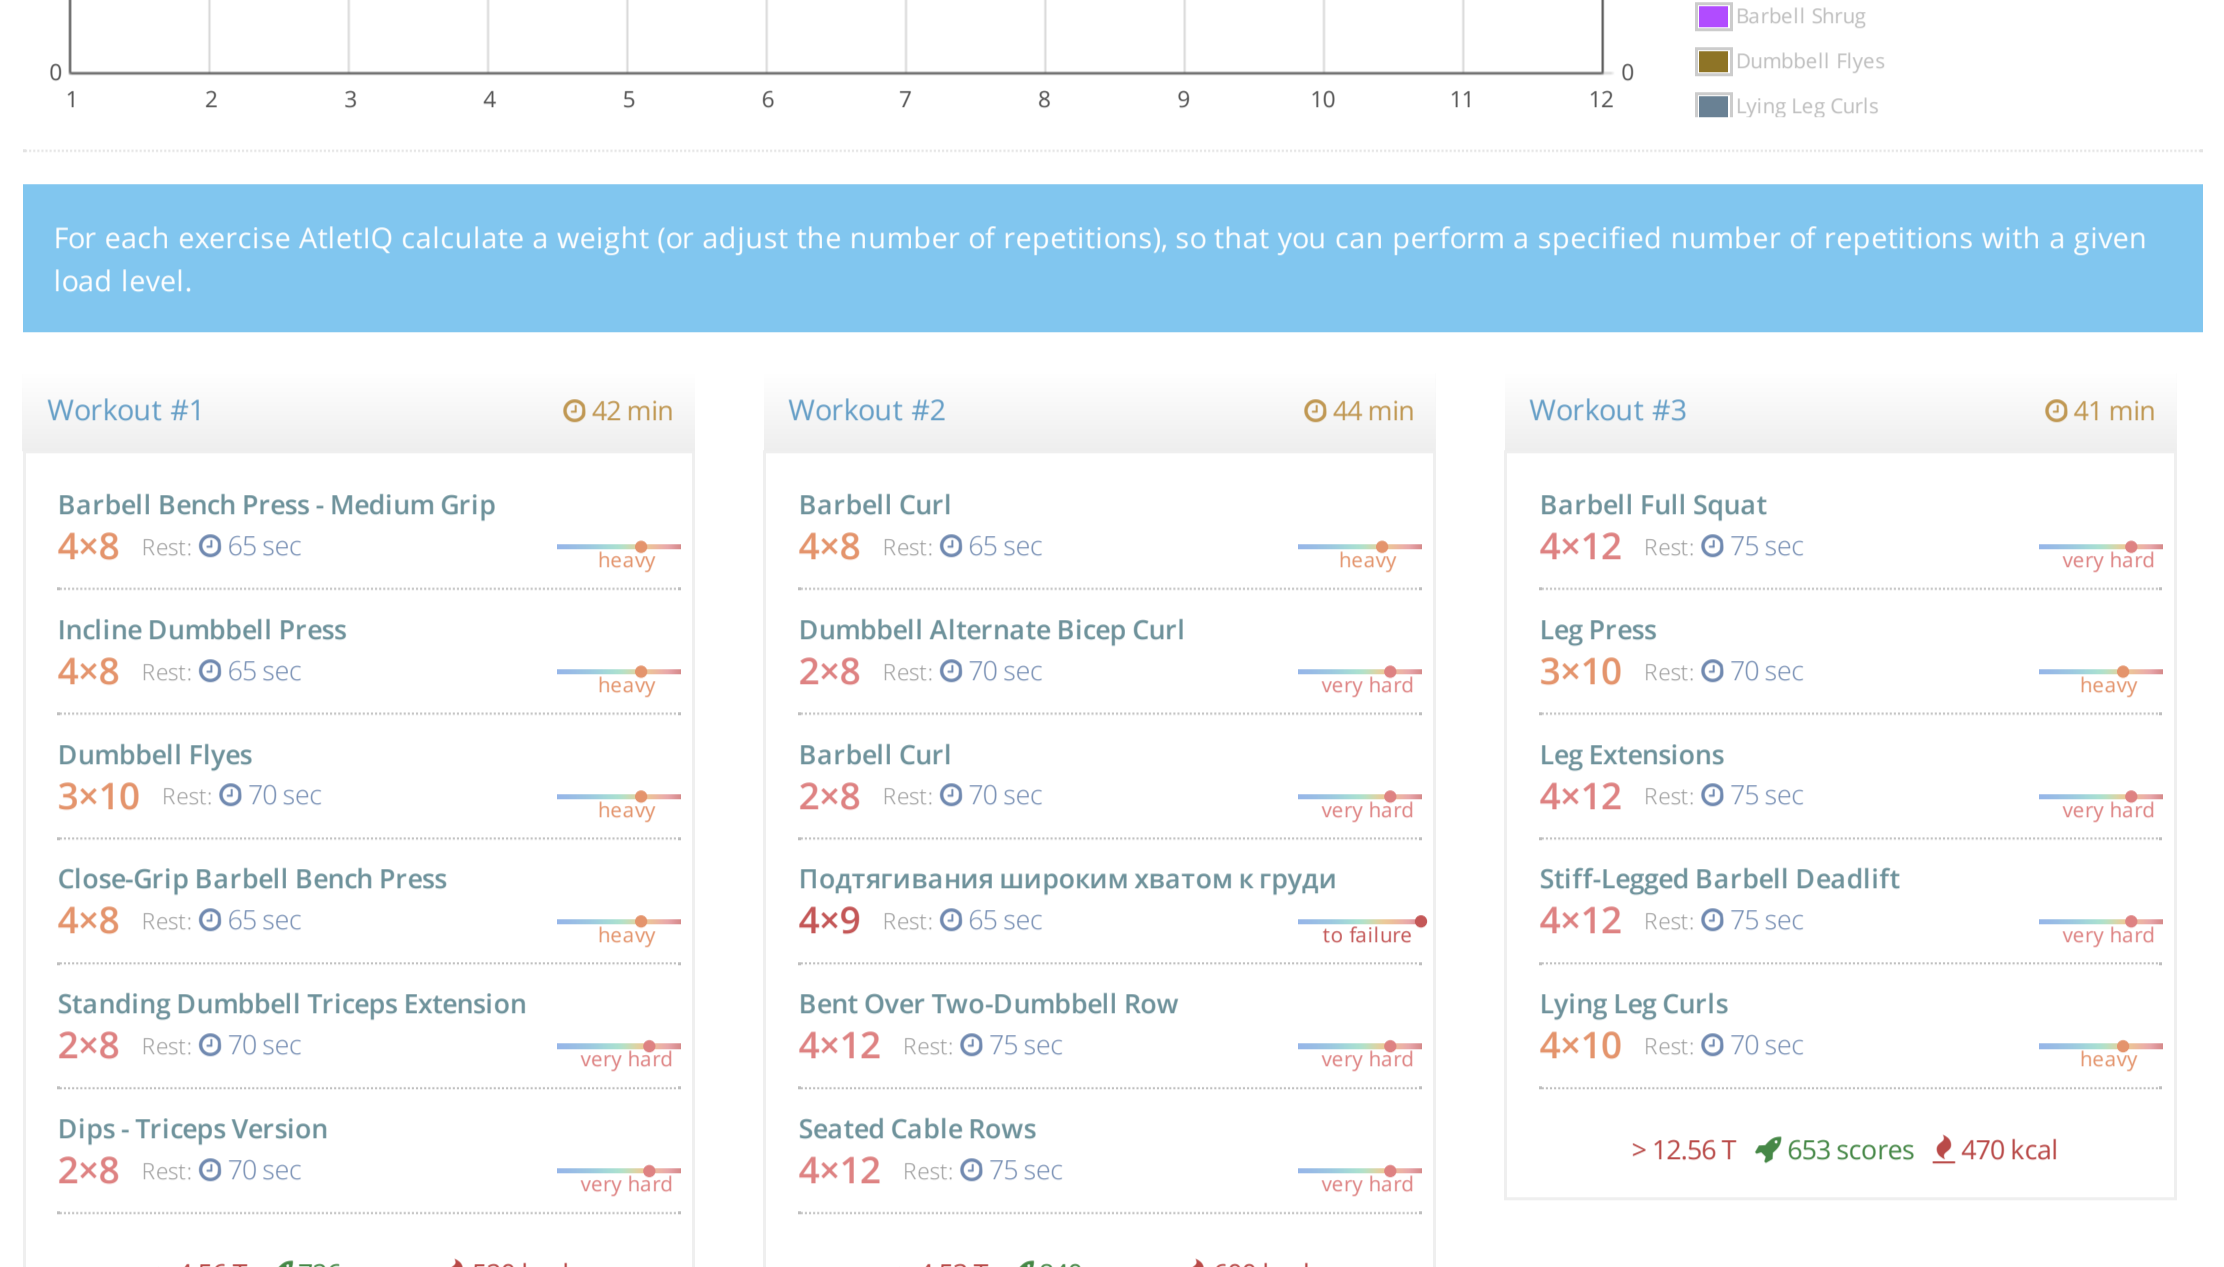 Barbell Shrug
Dumbbell Flyes
Lying Leg Curls
0 0
1 2 3 4 5 6 7 8 9 10 11 12
For each exercise AtletIQ calculate a weight (or adjust the number of repetitions), so that you can perform a specified number of repetitions with a given
load level.
Workout #1 42 min
Barbell Bench Press - Medium Grip
4×8 Rest: 65 sec
heavy
Incline Dumbbell Press
4×8 Rest: 65 sec
heavy
Dumbbell Flyes
3×10 Rest: 70 sec
heavy
Close-Grip Barbell Bench Press
4×8 Rest: 65 sec
heavy
Standing Dumbbell Triceps Extension
2×8 Rest: 70 sec
very hard
Dips - Triceps Version
2×8 Rest: 70 sec
very hard
Workout #2 44 min
Barbell Curl
4×8 Rest: 65 sec
heavy
Dumbbell Alternate Bicep Curl
2×8 Rest: 70 sec
very hard
Barbell Curl
2×8 Rest: 70 sec
very hard
Подтягивания широким хватом к груди
4×9 Rest: 65 sec
to failure
Bent Over Two-Dumbbell Row
4×12 Rest: 75 sec
very hard
Seated Cable Rows
4×12 Rest: 75 sec
very hard
Workout #3 41 min
Barbell Full Squat
4×12 Rest: 75 sec
very hard
Leg Press
3×10 Rest: 70 sec
heavy
Leg Extensions
4×12 Rest: 75 sec
very hard
Stiff-Legged Barbell Deadlift
4×12 Rest: 75 sec
very hard
Lying Leg Curls
4×10 Rest: 70 sec
heavy
> 12.56 T 653 scores 470 kcal